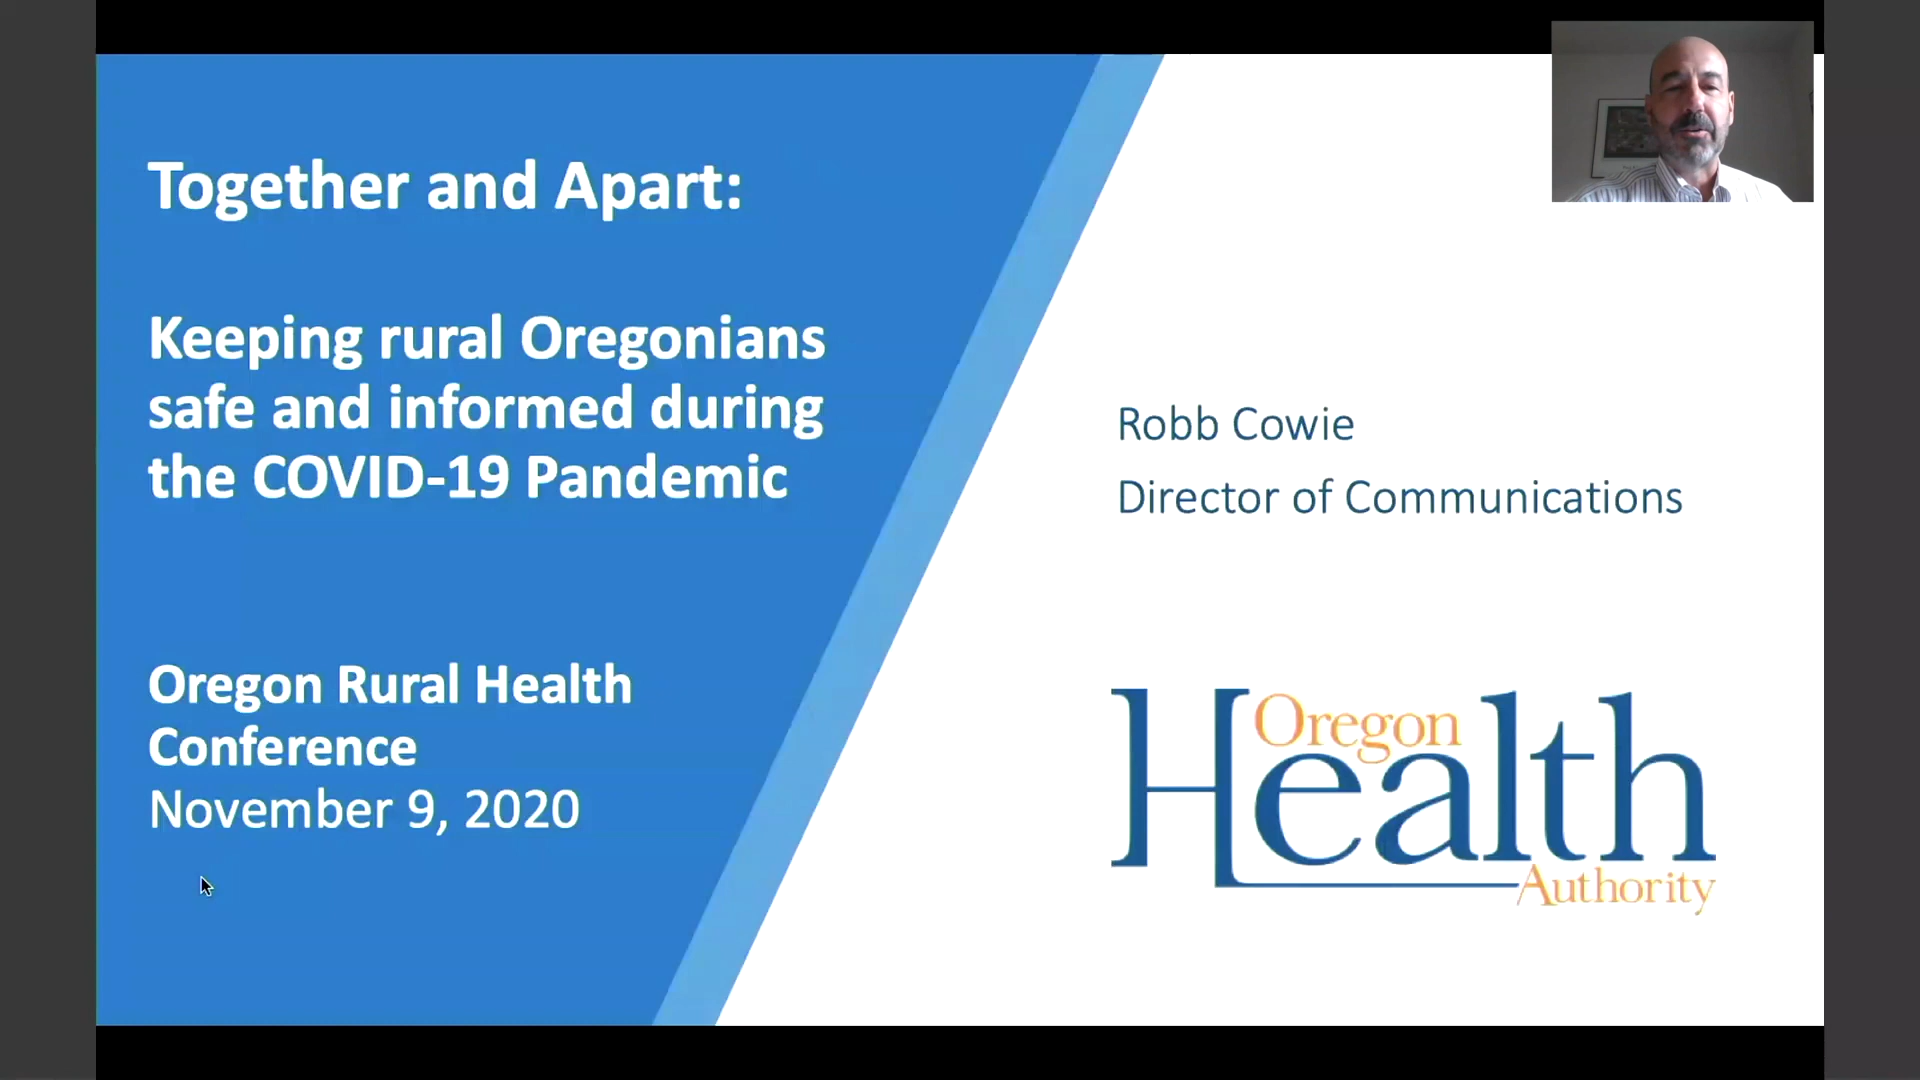 Together and Apart:
Keeping rural Oregonians
safe and informed during
the COVID-19 Pandemic
Oregon Rural Health
Conference
November 9, 2020
Robb Cowie
Director of Communications
Oregon
Health
Authority